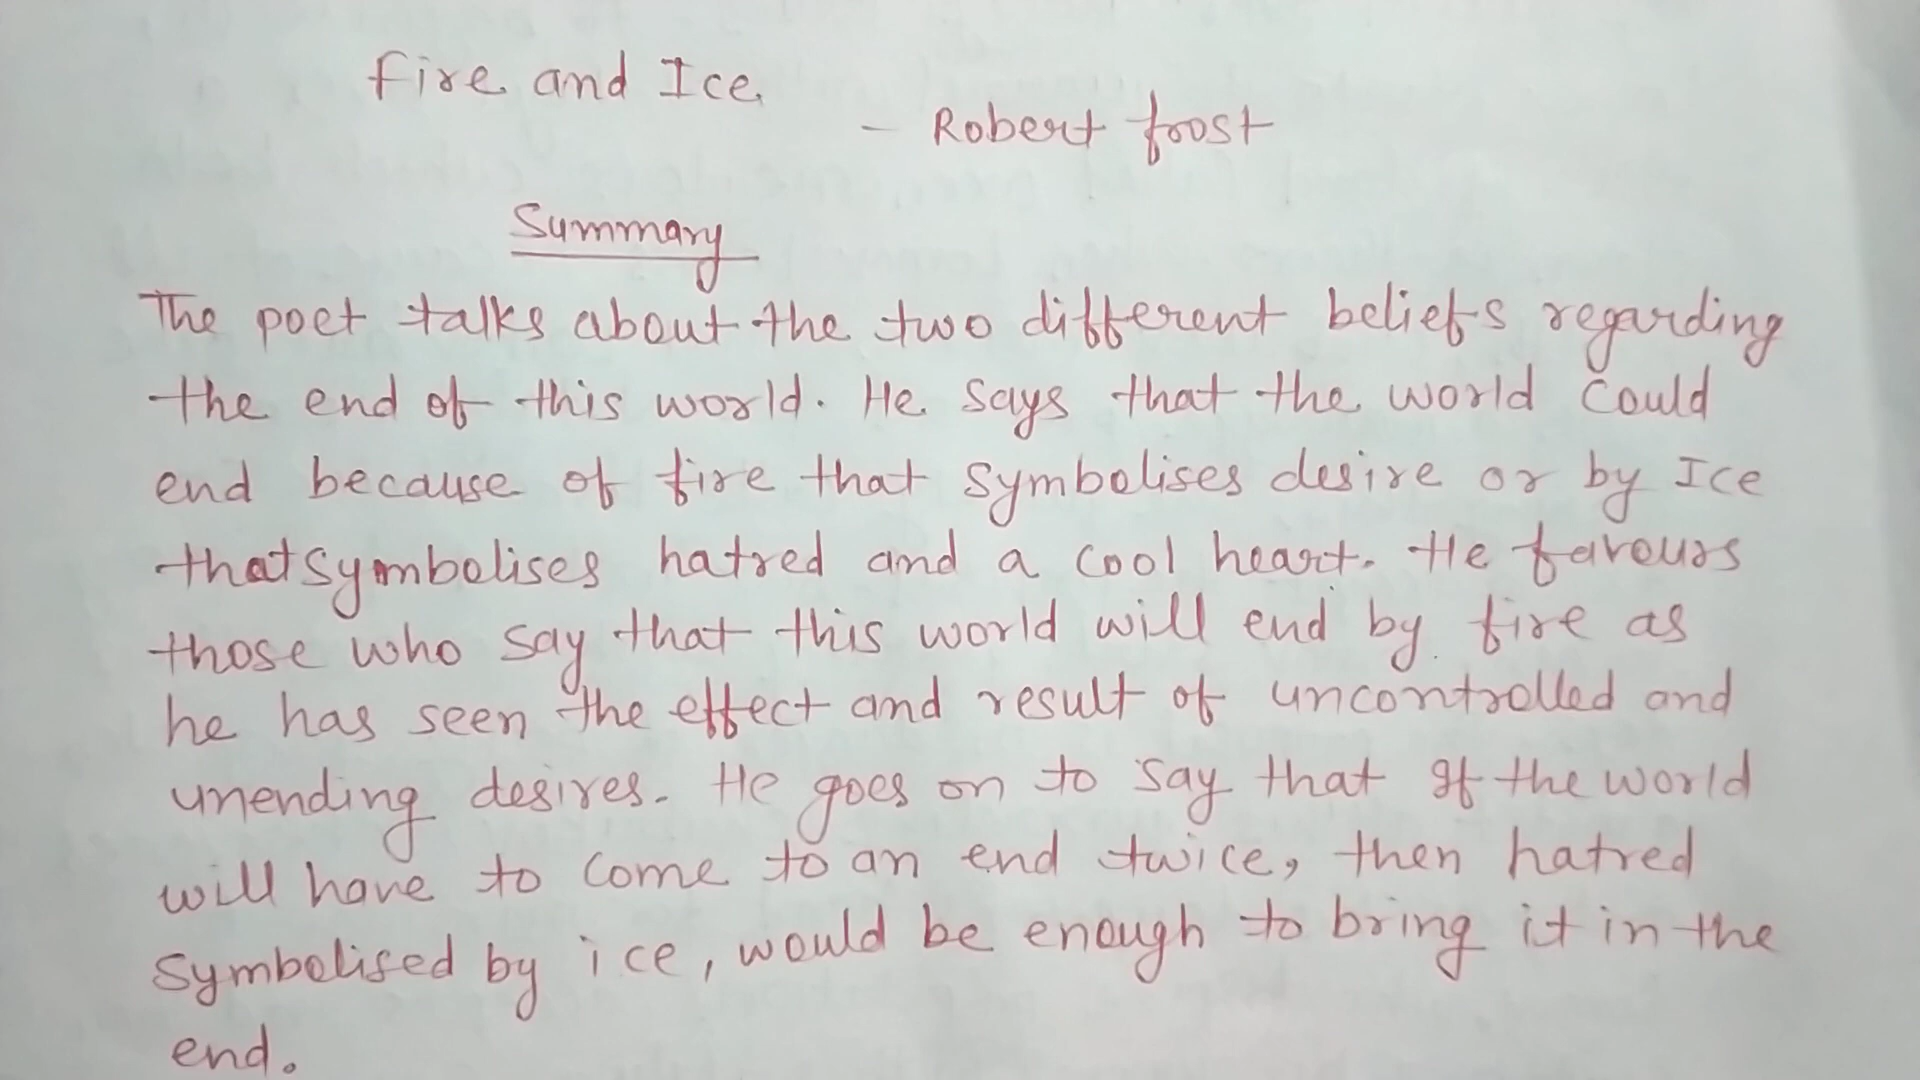 Fire and Ice.
- Robert frost
Summary
The poet talks about the two different beliefs regarding
the end of this world. He says that the world could
end because of fire that symbolises desire or by Ice
that symbolises hatred and a cool heart. He favours
those who say that this world will end by fire as
he has seen the effect and result of uncontrolled and
unending desires. He goes on to say that If the world
will have to come to an end twice, then hatred
symbolised by ice, would be enough to bring it in the
end.